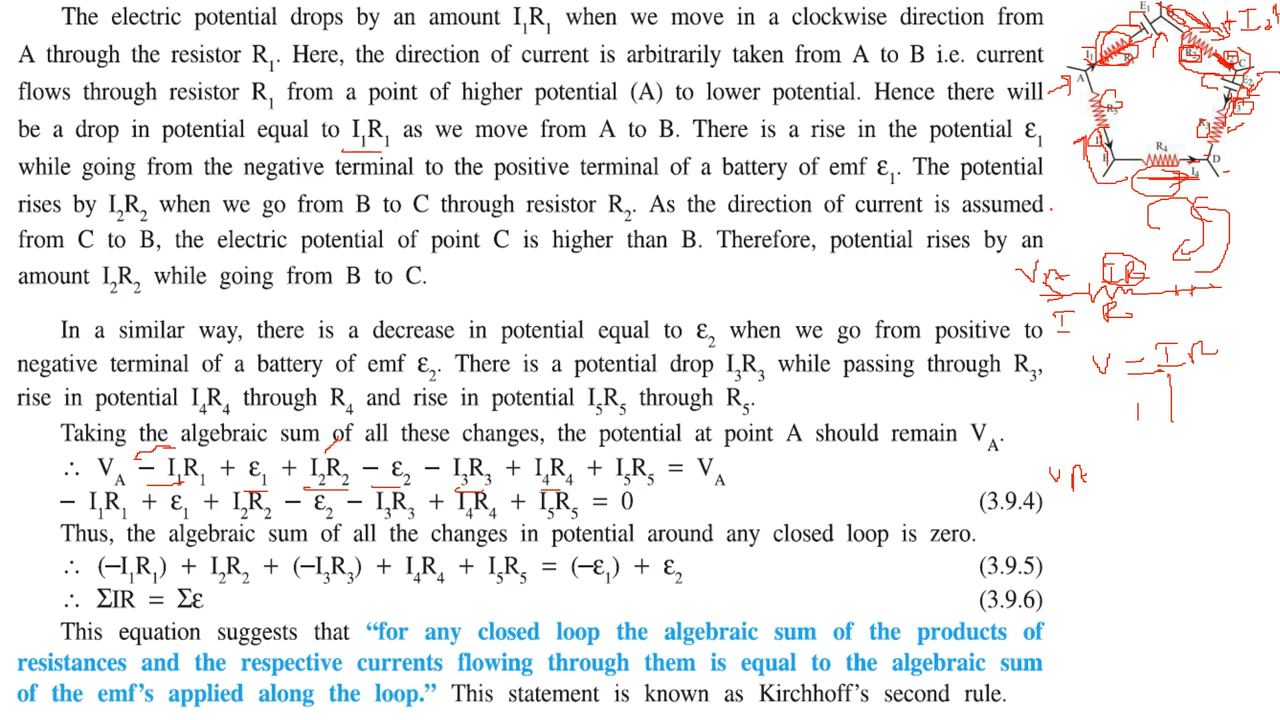 The electric potential drops by an amount I₁R₁ when we move in a clockwise direction from
A through the resistor R₁. Here, the direction of current is arbitrarily taken from A to B i.e. current
flows through resistor R₁ from a point of higher potential (A) to lower potential. Hence there will
be a drop in potential equal to I₁R₁ as we move from A to B. There is a rise in the potential ε₁
while going from the negative terminal to the positive terminal of a battery of emf ε₁. The potential
rises by I₂R₂ when we go from B to C through resistor R₂. As the direction of current is assumed
from C to B, the electric potential of point C is higher than B. Therefore, potential rises by an
amount I₂R₂ while going from B to C.
In a similar way, there is a decrease in potential equal to ε₂ when we go from positive to
negative terminal of a battery of emf ε₂. There is a potential drop I₃R₃ while passing through R₃,
rise in potential I₄R₄ through R₄ and rise in potential I₅R₅ through R₅.
Taking the algebraic sum of all these changes, the potential at point A should remain V_A.
∴ V_A − I₁R₁ + ε₁ + I₂R₂ − ε₂ − I₃R₃ + I₄R₄ + I₅R₅ = V_A
− I₁R₁ + ε₁ + I₂R₂ − ε₂ − I₃R₃ + I₄R₄ + I₅R₅ = 0 (3.9.4)
Thus, the algebraic sum of all the changes in potential around any closed loop is zero.
∴ (−I₁R₁) + I₂R₂ + (−I₃R₃) + I₄R₄ + I₅R₅ = (−ε₁) + ε₂ (3.9.5)
∴ ΣIR = Σε (3.9.6)
This equation suggests that “for any closed loop the algebraic sum of the products of
resistances and the respective currents flowing through them is equal to the algebraic sum
of the emf’s applied along the loop.” This statement is known as Kirchhoff’s second rule.
E₁
A
C
R₅
R₄
D
I₄
IR
I
R
V = IR